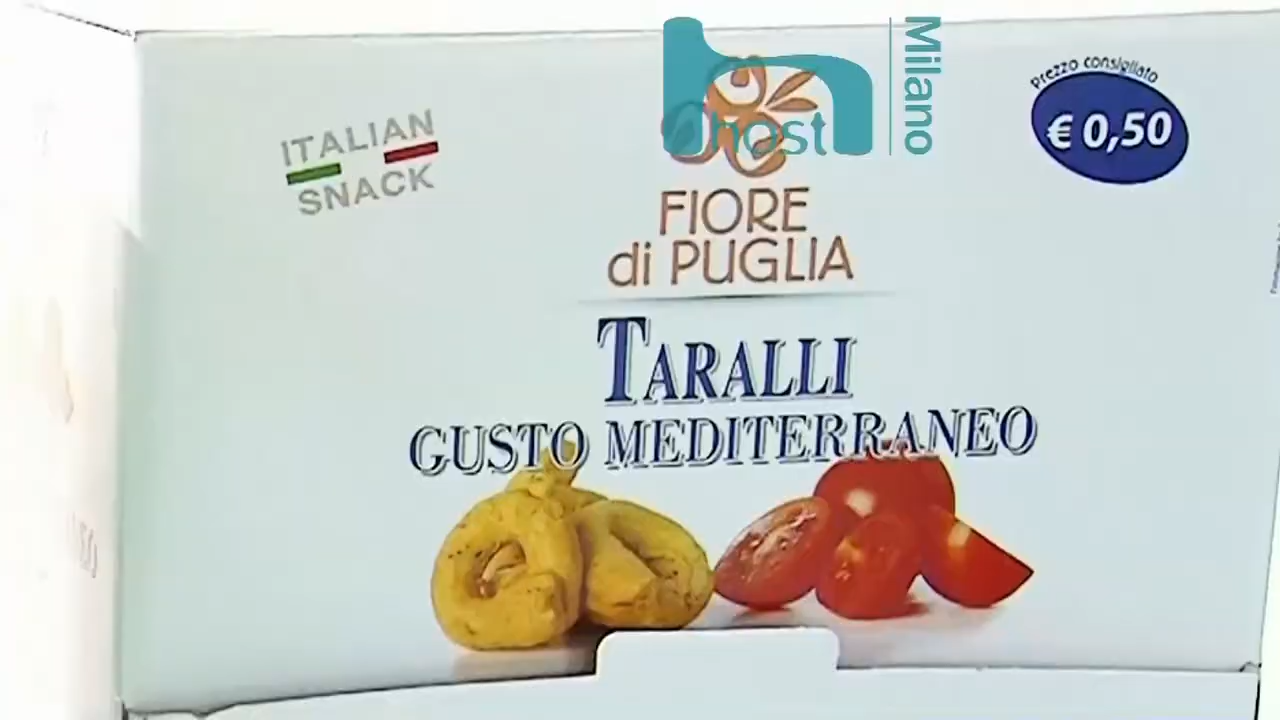 ITALIAN
SNACK
host
Milano
Prezzo consigliato
€ 0,50
FIORE
di PUGLIA
TARALLI
GUSTO MEDITERRANEO